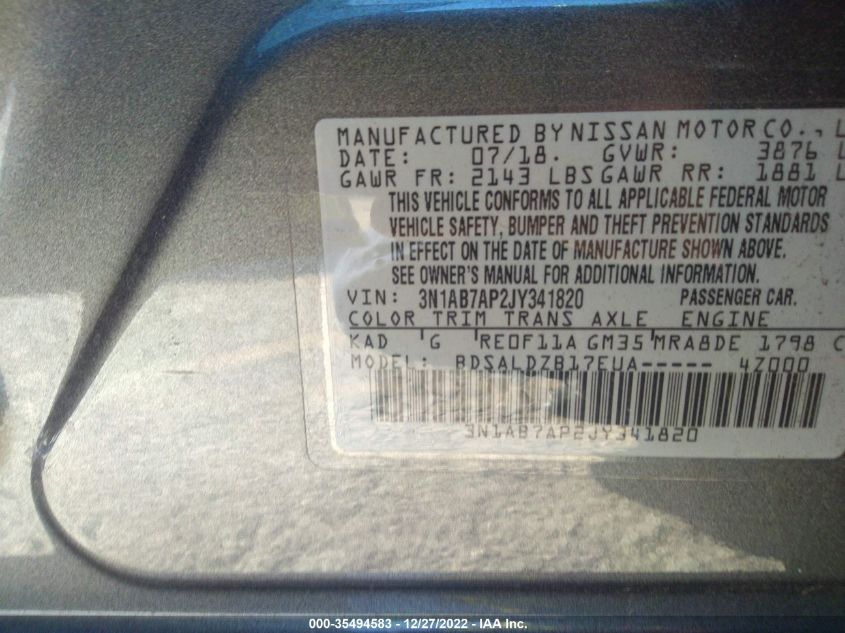 MANUFACTURED BY NISSAN MOTOR CO., L
DATE: 07/18. GVWR: 3876 L
GAWR FR: 2143 LBS GAWR RR: 1881 L
THIS VEHICLE CONFORMS TO ALL APPLICABLE FEDERAL MOTOR
VEHICLE SAFETY, BUMPER AND THEFT PREVENTION STANDARDS
IN EFFECT ON THE DATE OF MANUFACTURE SHOWN ABOVE.
SEE OWNER'S MANUAL FOR ADDITIONAL INFORMATION.
VIN: 3N1AB7AP2JY341820 PASSENGER CAR.
COLOR TRIM TRANS AXLE ENGINE
KAD 'G RE0F11A GM35 'MRA8DE 1798 C
MODEL: BDSALDZB17EUA----- 4Z000
3N1AB7AP2JY341820
000-35494583 - 12/27/2022 - IAA Inc.